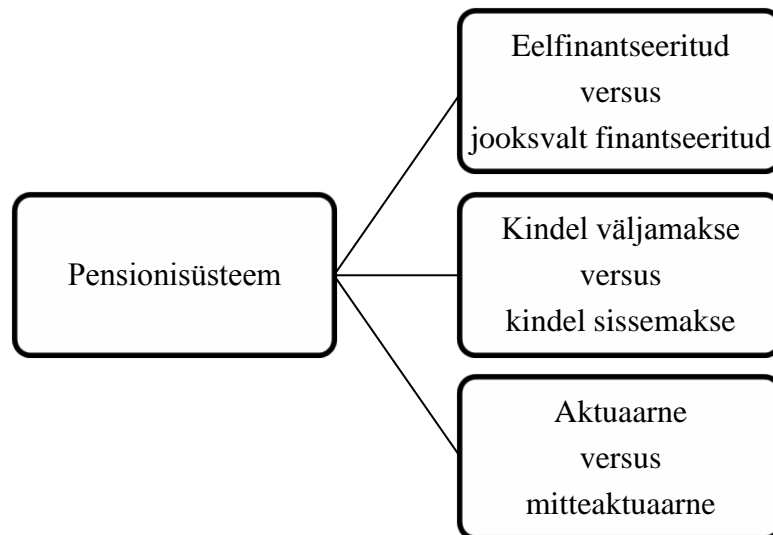 Eelfinantseeritud
versus
jooksvalt finantseeritud
Pensionisüsteem
Kindel väljamakse
versus
kindel sissemakse
Aktuaarne
versus
mitteaktuaarne